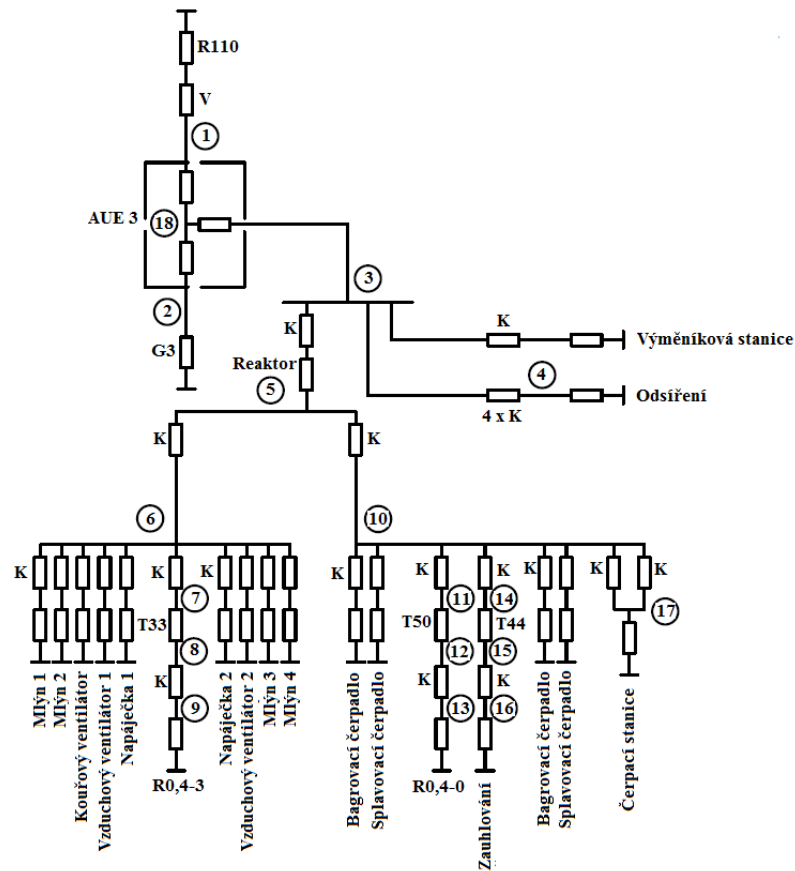 R110
V
1
AUE 3
18
2
3
K
K
Výměníková stanice
G3
Reaktor
4
5
Odsíření
4 x K
K
K
6
10
K
K
K
K
K
K
K
K
K
7
11
14
17
T33
T50
T44
8
12
15
K
K
K
9
13
16
Mlýn 1
Mlýn 2
Kouřový ventilátor
Vzduchový ventilátor 1
Napáječka 1
R0,4-3
Napáječka 2
Vzduchový ventilátor 2
Mlýn 3
Mlýn 4
Bagrovací čerpadlo
Splavovací čerpadlo
R0,4-0
Zauhlování
Bagrovací čerpadlo
Splavovací čerpadlo
Čerpací stanice